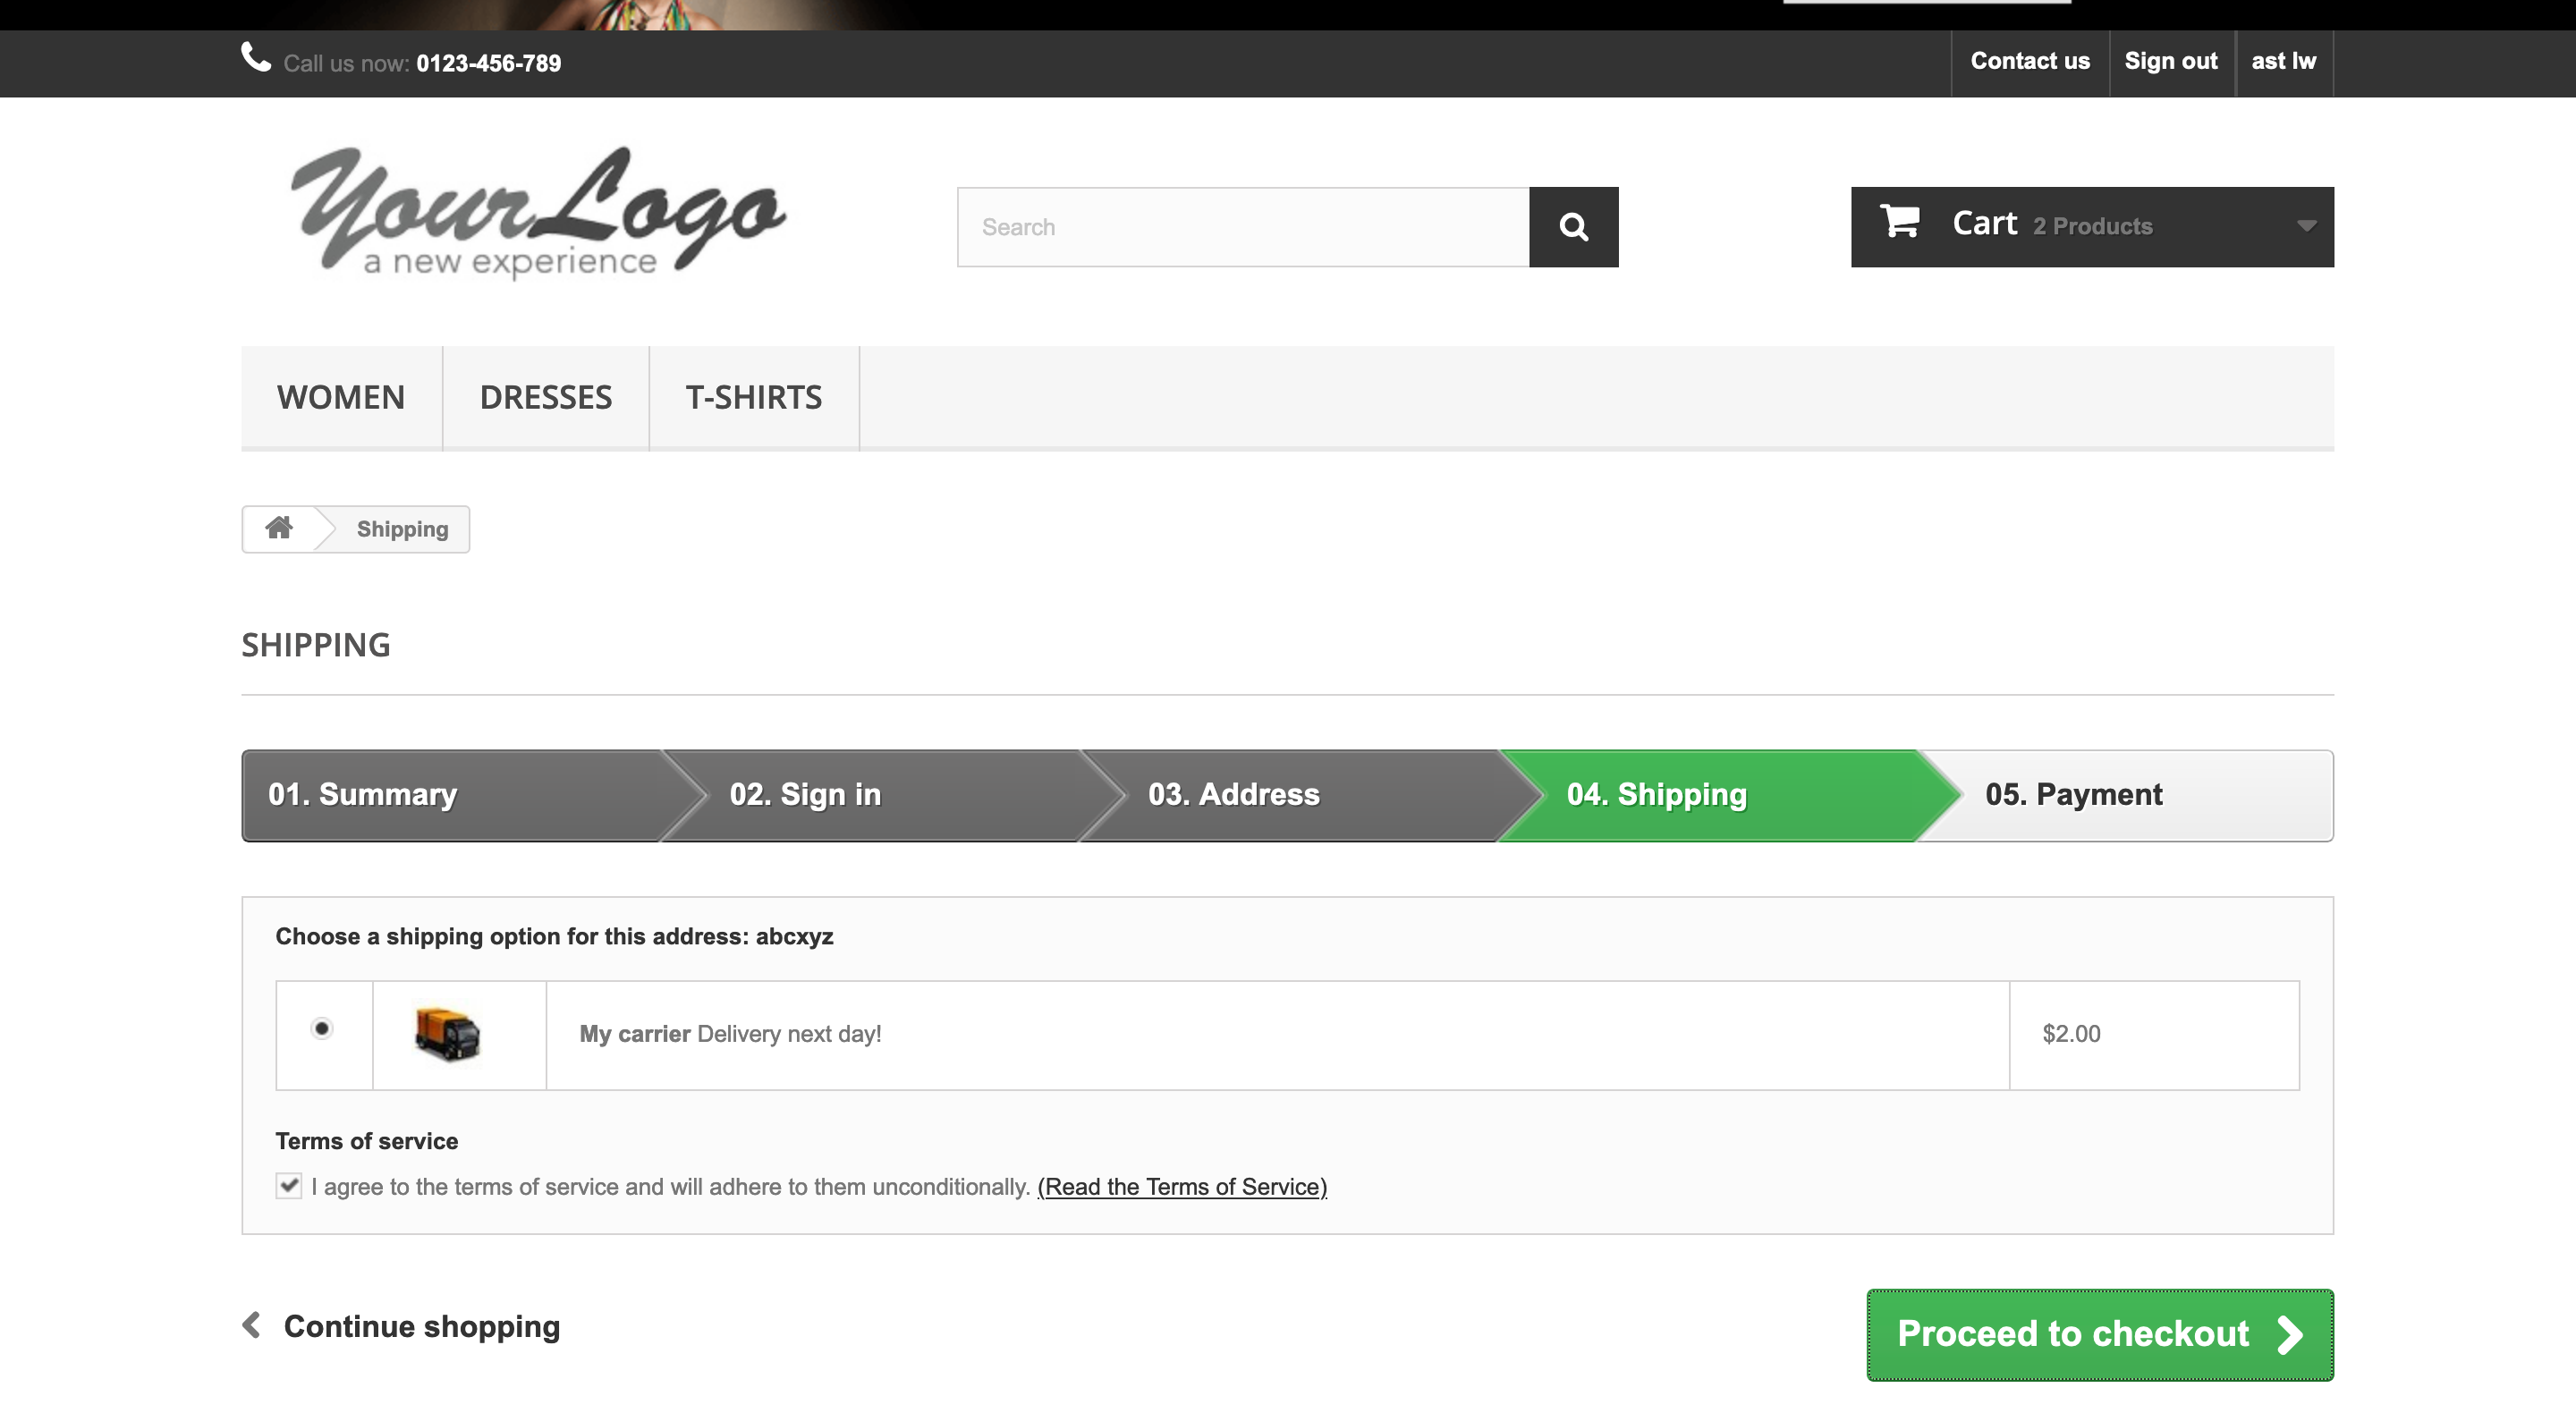 Call us now: 0123-456-789
Contact us
Sign out
ast lw
YourLogo
a new experience
Search
Cart 2 Products
WOMEN
DRESSES
T-SHIRTS
Shipping
SHIPPING
01. Summary
02. Sign in
03. Address
04. Shipping
05. Payment
Choose a shipping option for this address: abcxyz
My carrier Delivery next day!
$2.00
Terms of service
I agree to the terms of service and will adhere to them unconditionally. (Read the Terms of Service)
Continue shopping
Proceed to checkout